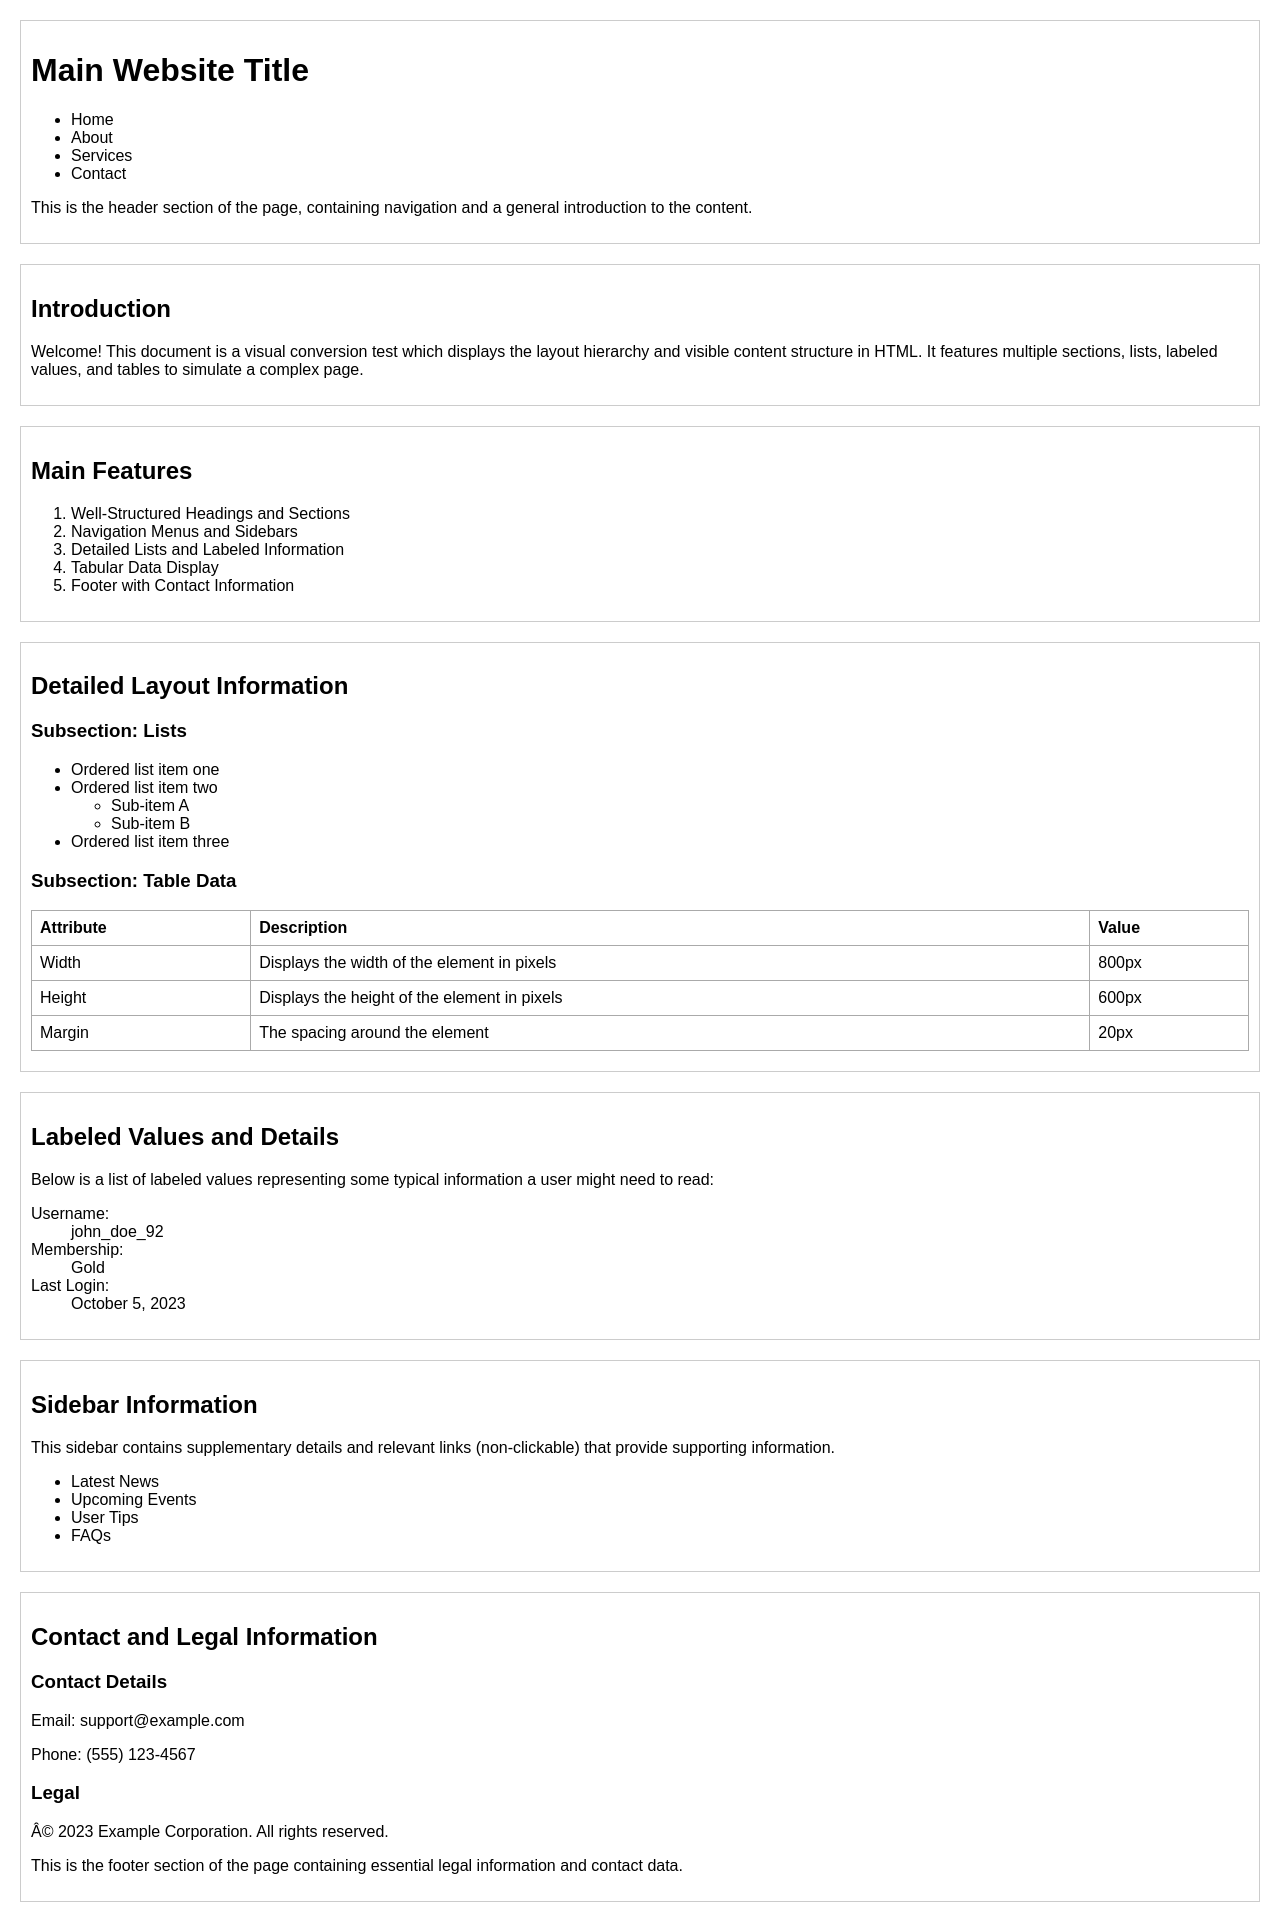 Main Website Title
Home
About
Services
Contact
This is the header section of the page, containing navigation and a general introduction to the content.
Introduction
Welcome! This document is a visual conversion test which displays the layout hierarchy and visible content structure in HTML. It features multiple sections, lists, labeled
values, and tables to simulate a complex page.
Main Features
1. Well-Structured Headings and Sections
2. Navigation Menus and Sidebars
3. Detailed Lists and Labeled Information
4. Tabular Data Display
5. Footer with Contact Information
Detailed Layout Information
Subsection: Lists
Ordered list item one
Ordered list item two
Sub-item A
Sub-item B
Ordered list item three
Subsection: Table Data
Attribute Description Value
Width Displays the width of the element in pixels 800px
Height Displays the height of the element in pixels 600px
Margin The spacing around the element 20px
Labeled Values and Details
Below is a list of labeled values representing some typical information a user might need to read:
Username:
john_doe_92
Membership:
Gold
Last Login:
October 5, 2023
Sidebar Information
This sidebar contains supplementary details and relevant links (non-clickable) that provide supporting information.
Latest News
Upcoming Events
User Tips
FAQs
Contact and Legal Information
Contact Details
Email: support@example.com
Phone: (555) 123-4567
Legal
Â© 2023 Example Corporation. All rights reserved.
This is the footer section of the page containing essential legal information and contact data.